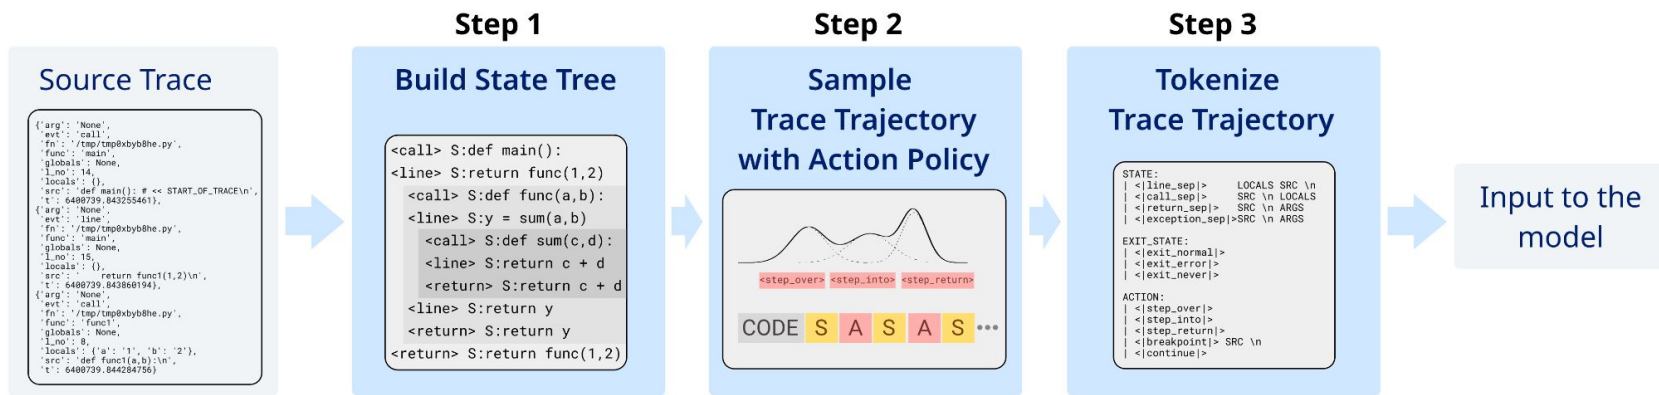 Source Trace
{'arg': 'None',
'evt': 'call',
'fn': '/tmp/tmp0xbyb8he.py',
'func': 'main',
'globals': None,
'l_no': 14,
'locals': {},
'src': 'def main(): # << START_OF_TRACE\n',
't': 6400739.843255461},
{'arg': 'None',
'evt': 'line',
'fn': '/tmp/tmp0xbyb8he.py',
'func': 'main',
'globals': None,
'l_no': 15,
'locals': {},
'src': '    return func1(1,2)\n',
't': 6400739.843860194},
{'arg': 'None',
'evt': 'call',
'fn': '/tmp/tmp0xbyb8he.py',
'func': 'func1',
'globals': None,
'l_no': 8,
'locals': {'a': '1', 'b': '2'},
'src': 'def func1(a,b):\n',
't': 6400739.844284756}
Step 1
Build State Tree
<call> S:def main():
<line> S:return func(1,2)
<call> S:def func(a,b):
<line> S:y = sum(a,b)
<call> S:def sum(c,d):
<line> S:return c + d
<return> S:return c + d
<line> S:return y
<return> S:return y
<return> S:return func(1,2)
Step 2
Sample
Trace Trajectory
with Action Policy
<step_over> <step_into> <step_return>
CODE S A S A S •••
Step 3
Tokenize
Trace Trajectory
STATE:
| <|line_sep|> LOCALS SRC \n
| <|call_sep|> SRC \n LOCALS
| <|return_sep|> SRC \n ARGS
| <|exception_sep|>SRC \n ARGS
EXIT_STATE:
| <|exit_normal|>
| <|exit_error|>
| <|exit_never|>
ACTION:
| <|step_over|>
| <|step_into|>
| <|step_return|>
| <|breakpoint|> SRC \n
| <|continue|>
Input to the
model